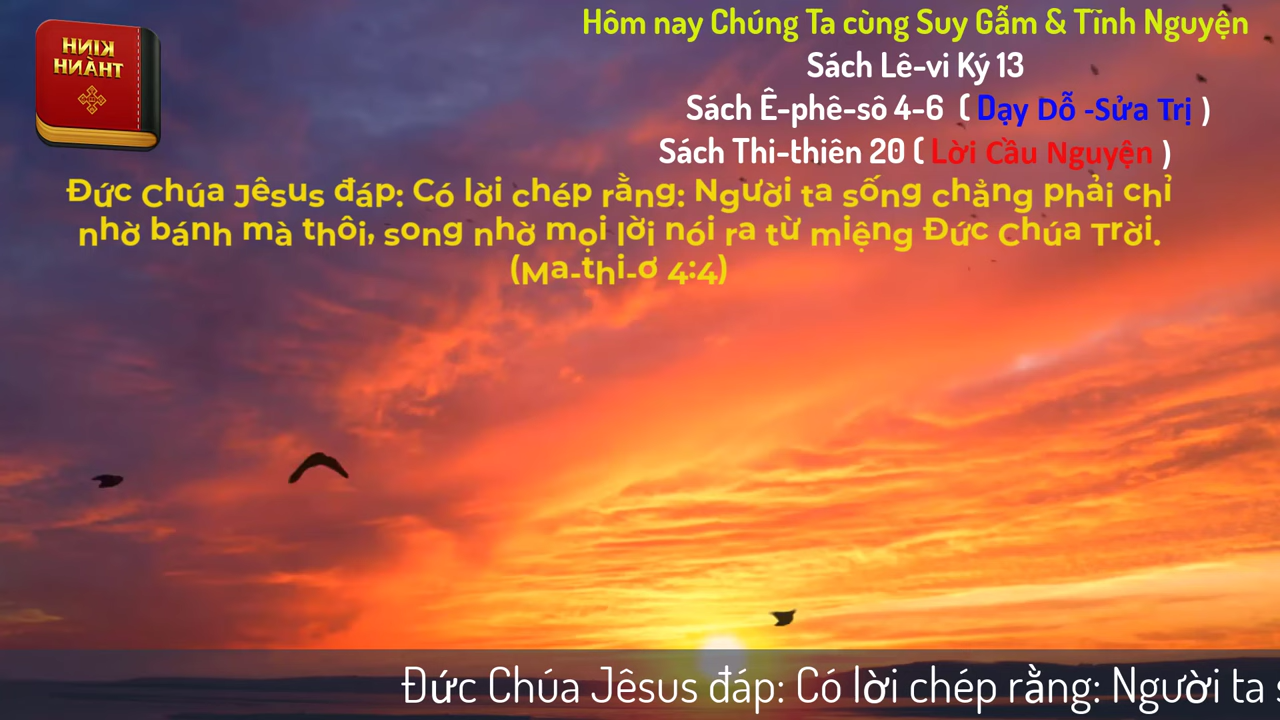 KINH
THÀNH
Hôm nay Chúng Ta cùng Suy Gẫm & Tĩnh Nguyện
Sách Lê-vi Ký 13
Sách Ê-phê-sô 4-6 ( Dạy Dỗ -Sửa Trị )
Sách Thi-thiên 20 ( Lời Cầu Nguyện )
Đức Chúa Jêsus đáp: Có lời chép rằng: Người ta sống chẳng phải chỉ
nhờ bánh mà thôi, song nhờ mọi lời nói ra từ miệng Đức Chúa Trời.
(Ma-thi-ơ 4:4)
Đức Chúa Jêsus đáp: Có lời chép rằng: Người ta s